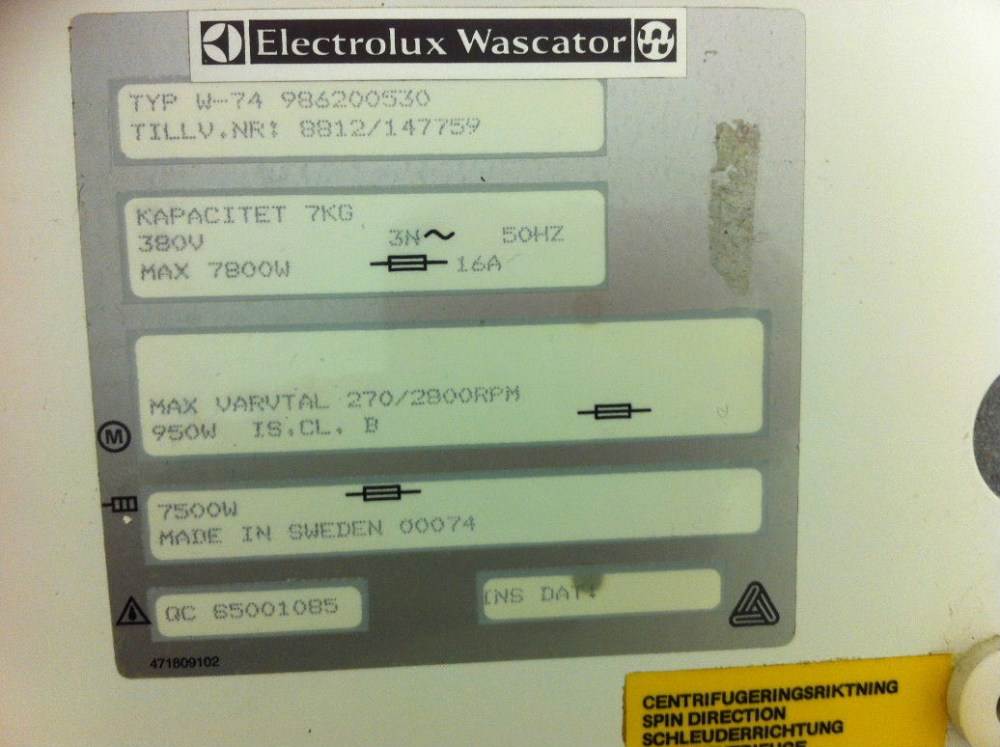 Electrolux Wascator
TYP W-74 986200530
TILLV.NR: 8812/147759
KAPACITET 7KG
380V 3N~ 50HZ
MAX 7800W 16A
MAX VARVTAL 270/2800RPM
M
950W IS.CL. B
7500W
MADE IN SWEDEN 00074
QC 65001085
INS DAT:
471809102
CENTRIFUGERINGSRIKTNING
SPIN DIRECTION
SCHLEUDERRICHTUNG